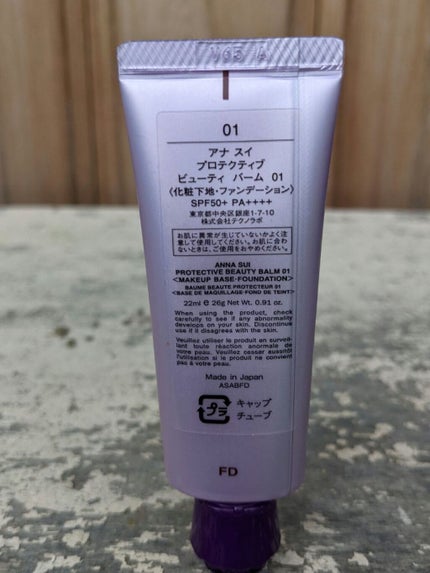 01
アナ スイ
プロテクティブ
ビューティ バーム 01
〈化粧下地・ファンデーション〉
SPF50+ PA++++
東京都中央区銀座1-7-10
株式会社テクノラボ
お肌に異常が生じていないかよく注
意して使用してください。お肌に合わ
ないときは、ご使用をおやめください。
ANNA SUI
PROTECTIVE BEAUTY BALM 01
<MAKEUP BASE·FOUNDATION>
BAUME BEAUTE PROTECTEUR 01
<BASE DE MAQUILLAGE·FOND DE TEINT>
22ml e 26g Net Wt. 0.91 oz.
When using the product, check
carefully to see if any abnormality
develops on your skin. Discontinue
use if it disagrees with the skin.
Veuillez utiliser le produit en surveil-
lant toute réaction anormale de
votre peau. Veuillez cesser aussitôt
l'utilisation si le produit ne convient
pas à votre peau.
Made in Japan
ASABFD
プラ
キャップ
チューブ
FD